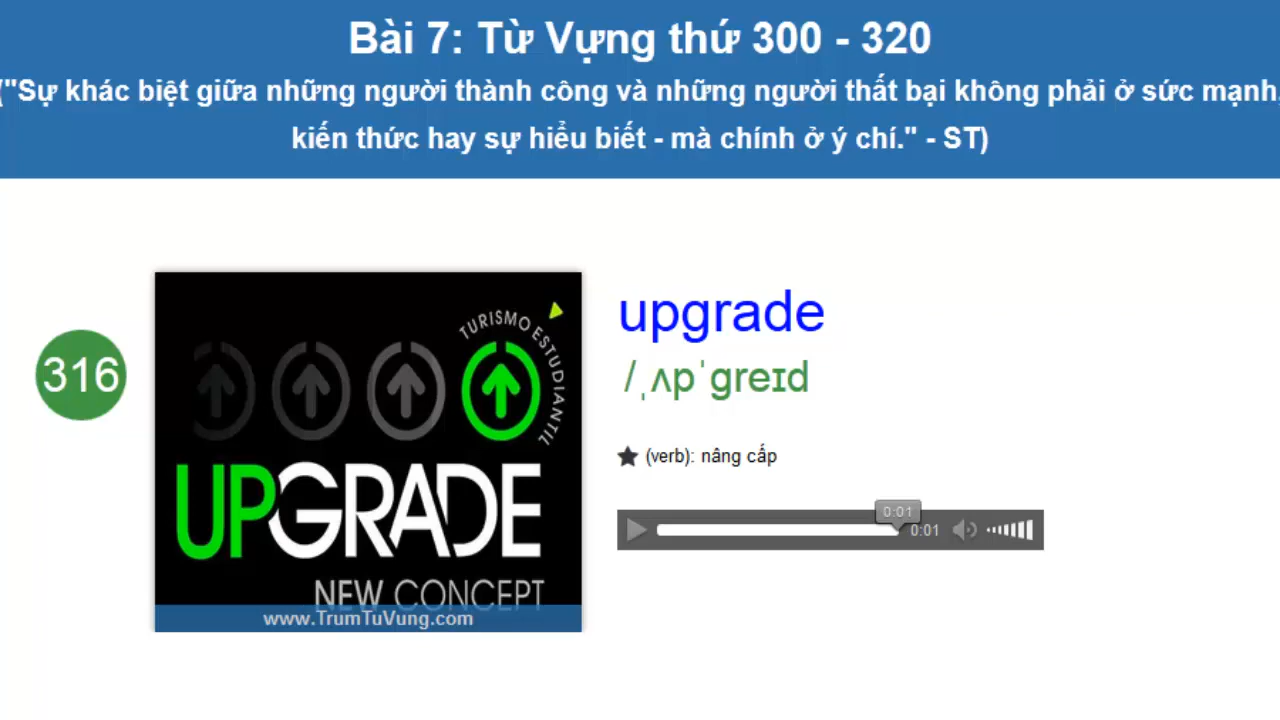 Bài 7: Từ Vựng thứ 300 - 320
("Sự khác biệt giữa những người thành công và những người thất bại không phải ở sức mạnh,
kiến thức hay sự hiểu biết - mà chính ở ý chí." - ST)
316
TURISMO ESTUDIANTIL
UPGRADE
NEW CONCEPT
www.TrumTuVung.com
upgrade
/ˌʌpˈɡreɪd
(verb): nâng cấp
0:01
0:01